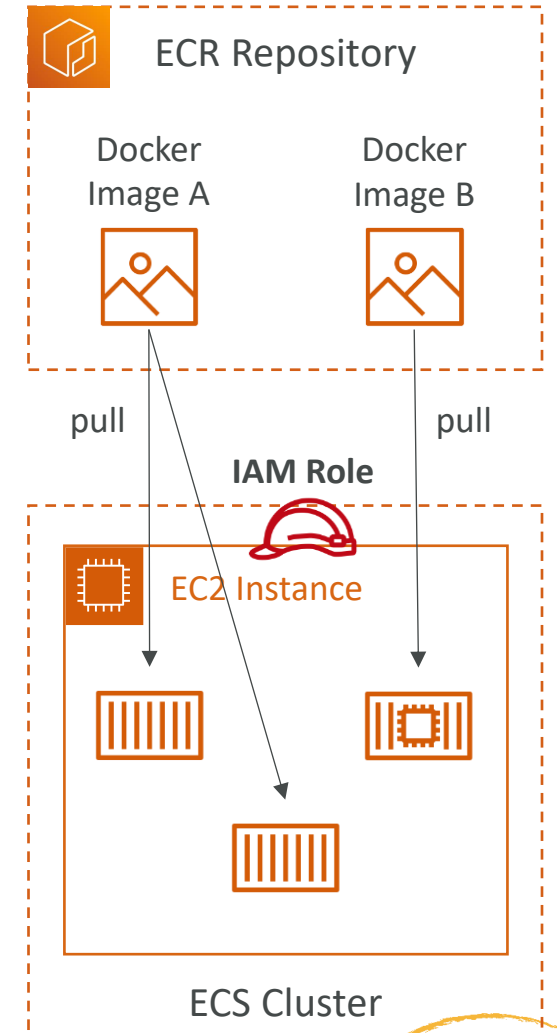 ECR Repository
Docker
Image A
Docker
Image B
pull
pull
IAM Role
EC2 Instance
ECS Cluster